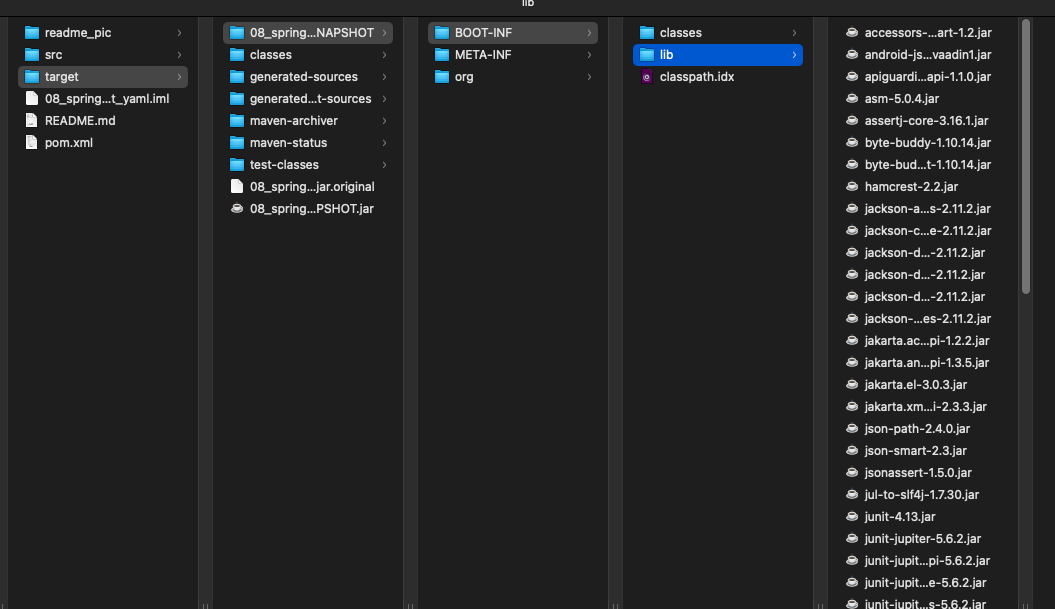 lib
readme_pic
src
target
08_spring...t_yaml.iml
README.md
pom.xml
08_spring...NAPSHOT
classes
generated-sources
generated...t-sources
maven-archiver
maven-status
test-classes
08_spring...jar.original
08_spring...PSHOT.jar
BOOT-INF
META-INF
org
classes
lib
classpath.idx
accessors-...art-1.2.jar
android-js...vaadin1.jar
apiguardi...api-1.1.0.jar
asm-5.0.4.jar
assertj-core-3.16.1.jar
byte-buddy-1.10.14.jar
byte-bud...t-1.10.14.jar
hamcrest-2.2.jar
jackson-a...s-2.11.2.jar
jackson-c...e-2.11.2.jar
jackson-d...-2.11.2.jar
jackson-d...-2.11.2.jar
jackson-d...-2.11.2.jar
jackson-...es-2.11.2.jar
jakarta.ac...pi-1.2.2.jar
jakarta.an...pi-1.3.5.jar
jakarta.el-3.0.3.jar
jakarta.xm...i-2.3.3.jar
json-path-2.4.0.jar
json-smart-2.3.jar
jsonassert-1.5.0.jar
jul-to-slf4j-1.7.30.jar
junit-4.13.jar
junit-jupiter-5.6.2.jar
junit-jupit...pi-5.6.2.jar
junit-jupit...e-5.6.2.jar
junit-jupit...s-5.6.2.jar